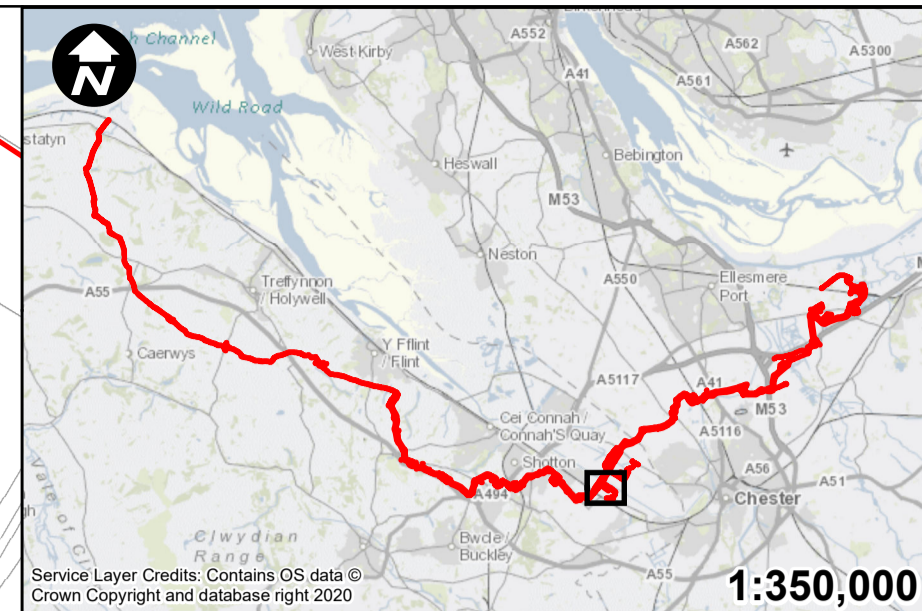 N
h Channel
West Kirby
A552
A562
A5300
A41
A561
Wild Road
statyn
Heswall
Bebington
M53
Neston
A550
Ellesmere
Port
Treffynnon
/ Holywell
A55
Caerwys
Y Fflint
/ Flint
A5117
A41
M53
Cei Connah /
Connah'S Quay
A5116
Shotton
A56
A51
A494
Chester
Clwydian
Range
Bwcle /
Buckley
A55
Service Layer Credits: Contains OS data ©
Crown Copyright and database right 2020
1:350,000